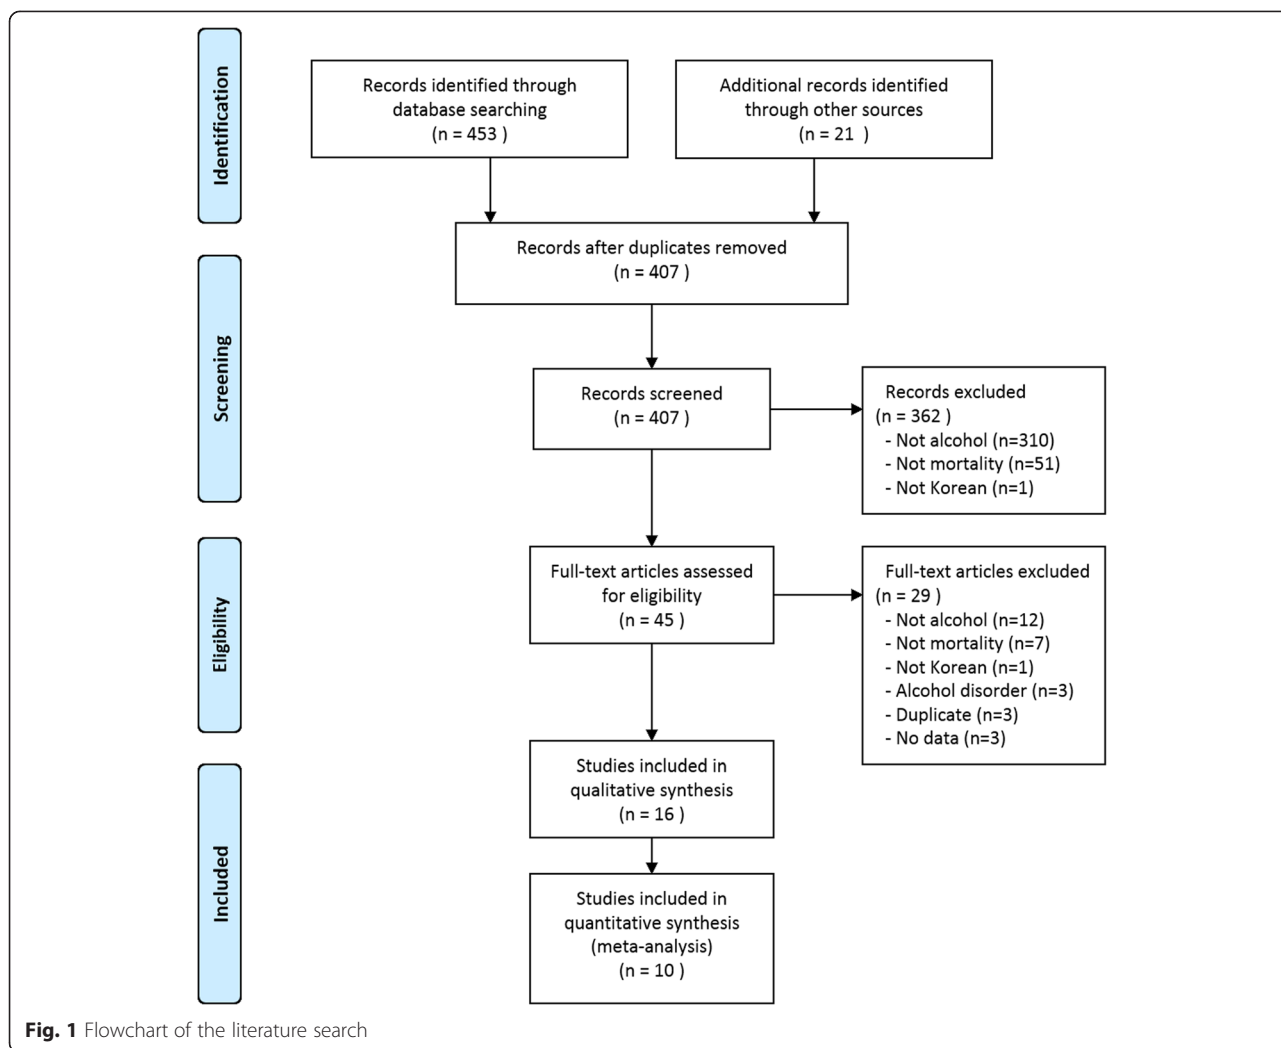 Identification
Records identified through
database searching
(n = 453 )
Additional records identified
through other sources
(n = 21 )
Records after duplicates removed
(n = 407 )
Screening
Records screened
(n = 407 )
Records excluded
(n = 362 )
- Not alcohol (n=310)
- Not mortality (n=51)
- Not Korean (n=1)
Eligibility
Full-text articles assessed
for eligibility
(n = 45 )
Full-text articles excluded
(n = 29 )
- Not alcohol (n=12)
- Not mortality (n=7)
- Not Korean (n=1)
- Alcohol disorder (n=3)
- Duplicate (n=3)
- No data (n=3)
Included
Studies included in
qualitative synthesis
(n = 16 )
Studies included in
quantitative synthesis
(meta-analysis)
(n = 10 )
Fig. 1 Flowchart of the literature search